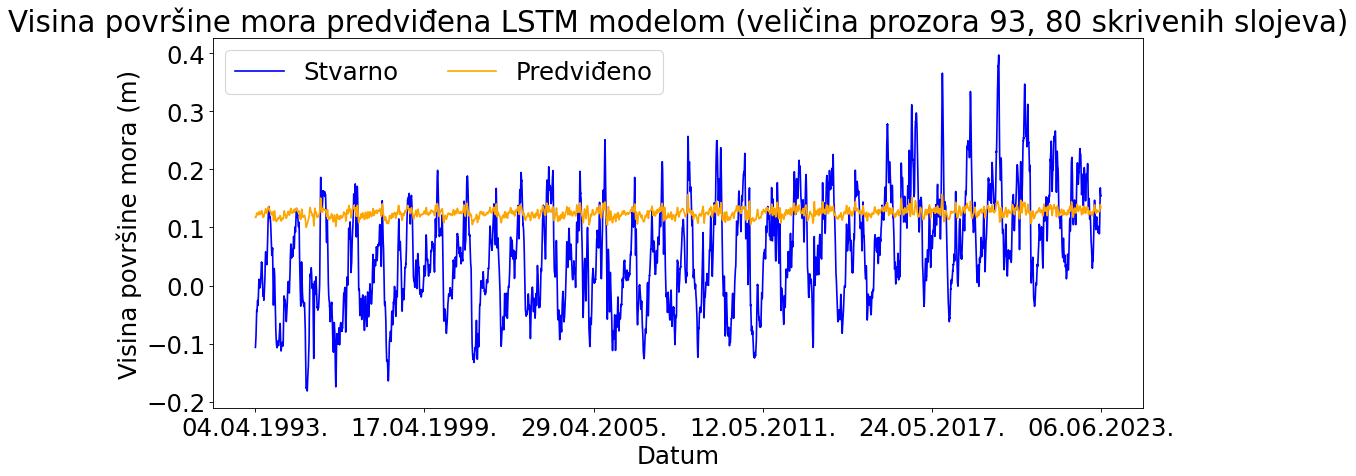 Visina površine mora predviđena LSTM modelom (veličina prozora 93, 80 skrivenih slojeva)
Stvarno Predviđeno
Visina površine mora (m)
0.4
0.3
0.2
0.1
0.0
−0.1
−0.2
04.04.1993. 17.04.1999. 29.04.2005. 12.05.2011. 24.05.2017. 06.06.2023.
Datum